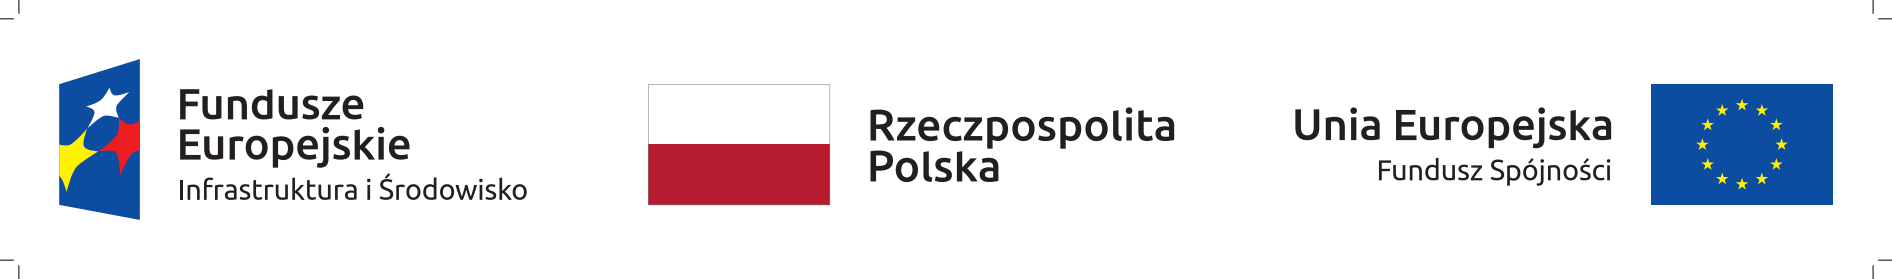 Fundusze
Europejskie
Infrastruktura i Środowisko
Rzeczpospolita
Polska
Unia Europejska
Fundusz Spójności